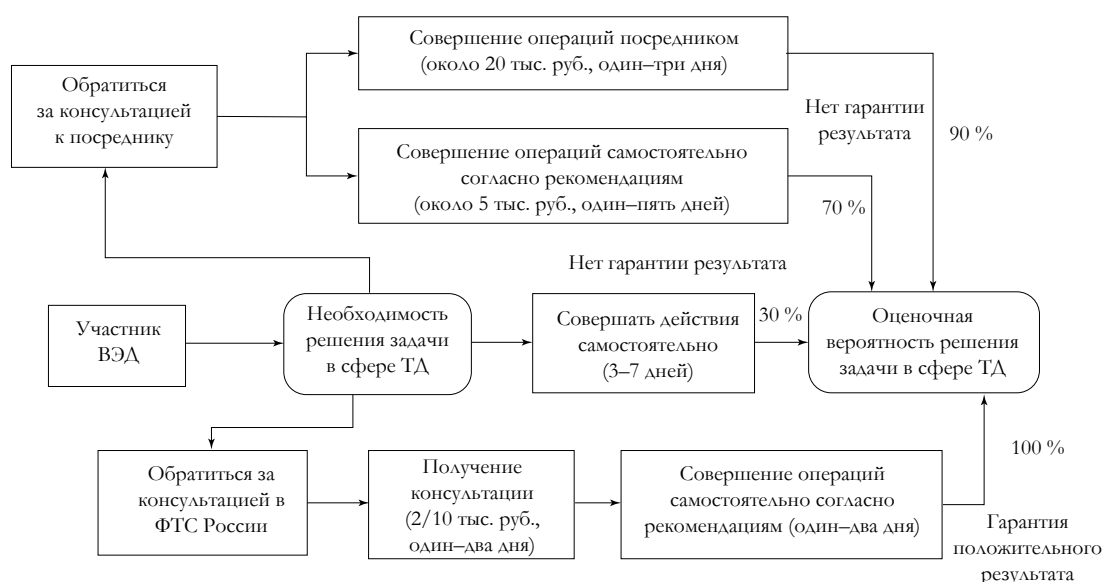 Совершение операций посредником
(около 20 тыс. руб., один–три дня)
Обратиться
за консультацией
к посреднику
Нет гарантии
результата
90 %
Совершение операций самостоятельно
согласно рекомендациям
(около 5 тыс. руб., один–пять дней)
70 %
Нет гарантии результата
Участник
ВЭД
Необходимость
решения задачи
в сфере ТД
Совершать действия
самостоятельно
(3–7 дней)
30 %
Оценочная
вероятность решения
задачи в сфере ТД
Обратиться за
консультацией в
ФТС России
Получение
консультации
(2/10 тыс. руб.,
один–два дня)
Совершение операций
самостоятельно согласно
рекомендациям (один–два дня)
100 %
Гарантия
положительного
результата